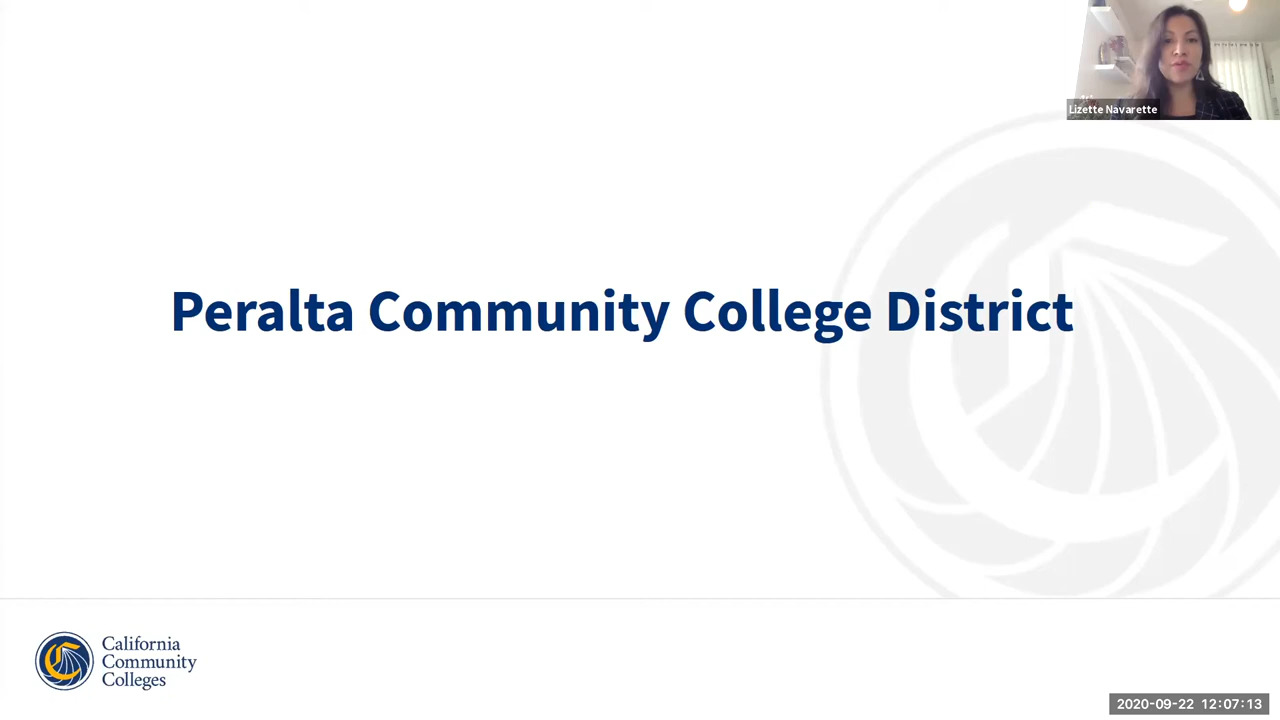 Lizette Navarette
Peralta Community College District
California
Community
Colleges
2020-09-22 12:07:13